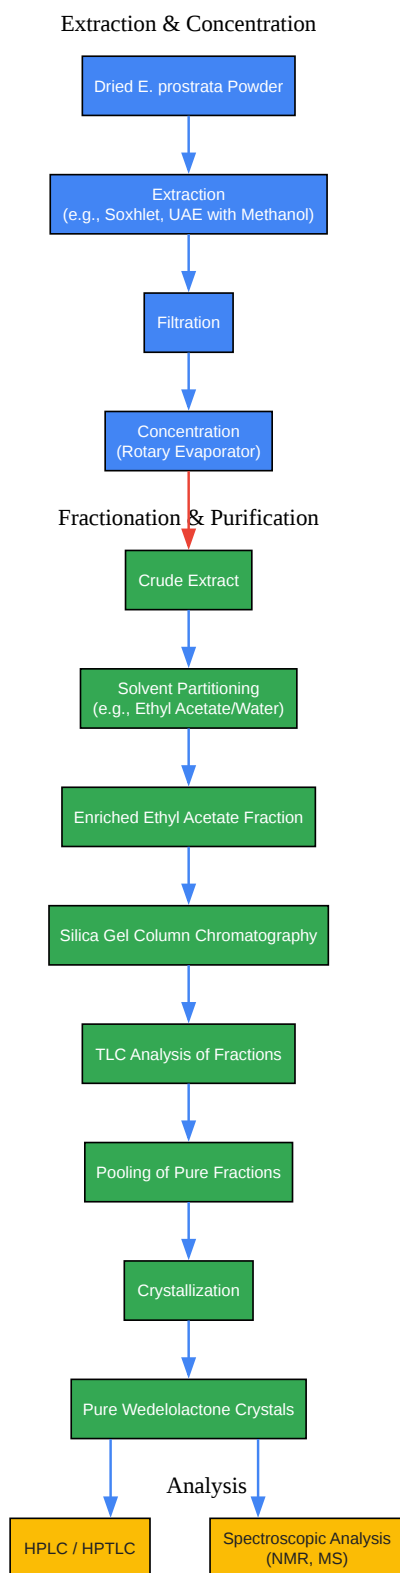 Extraction & Concentration
Dried E. prostrata Powder
Extraction
(e.g., Soxhlet, UAE with Methanol)
Filtration
Concentration
(Rotary Evaporator)
Fractionation & Purification
Crude Extract
Solvent Partitioning
(e.g., Ethyl Acetate/Water)
Enriched Ethyl Acetate Fraction
Silica Gel Column Chromatography
TLC Analysis of Fractions
Pooling of Pure Fractions
Crystallization
Pure Wedelolactone Crystals
Analysis
HPLC / HPTLC
Spectroscopic Analysis
(NMR, MS)